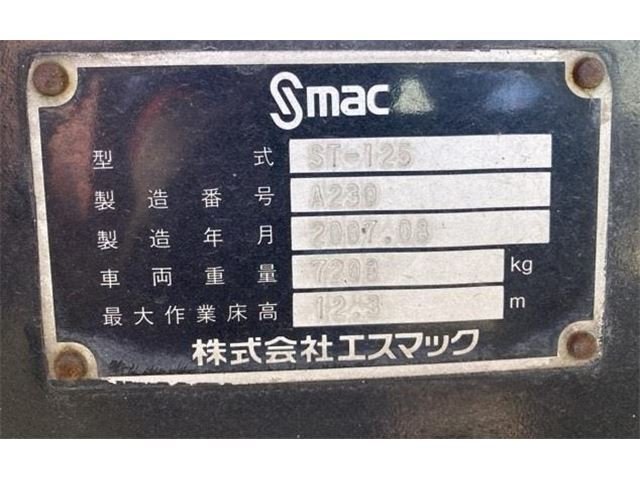 Smac
型式 ST-125
製造番号 A230
製造年月 2007.08
車両重量 7200 kg
最大作業床高 12.3 m
株式会社エスマック